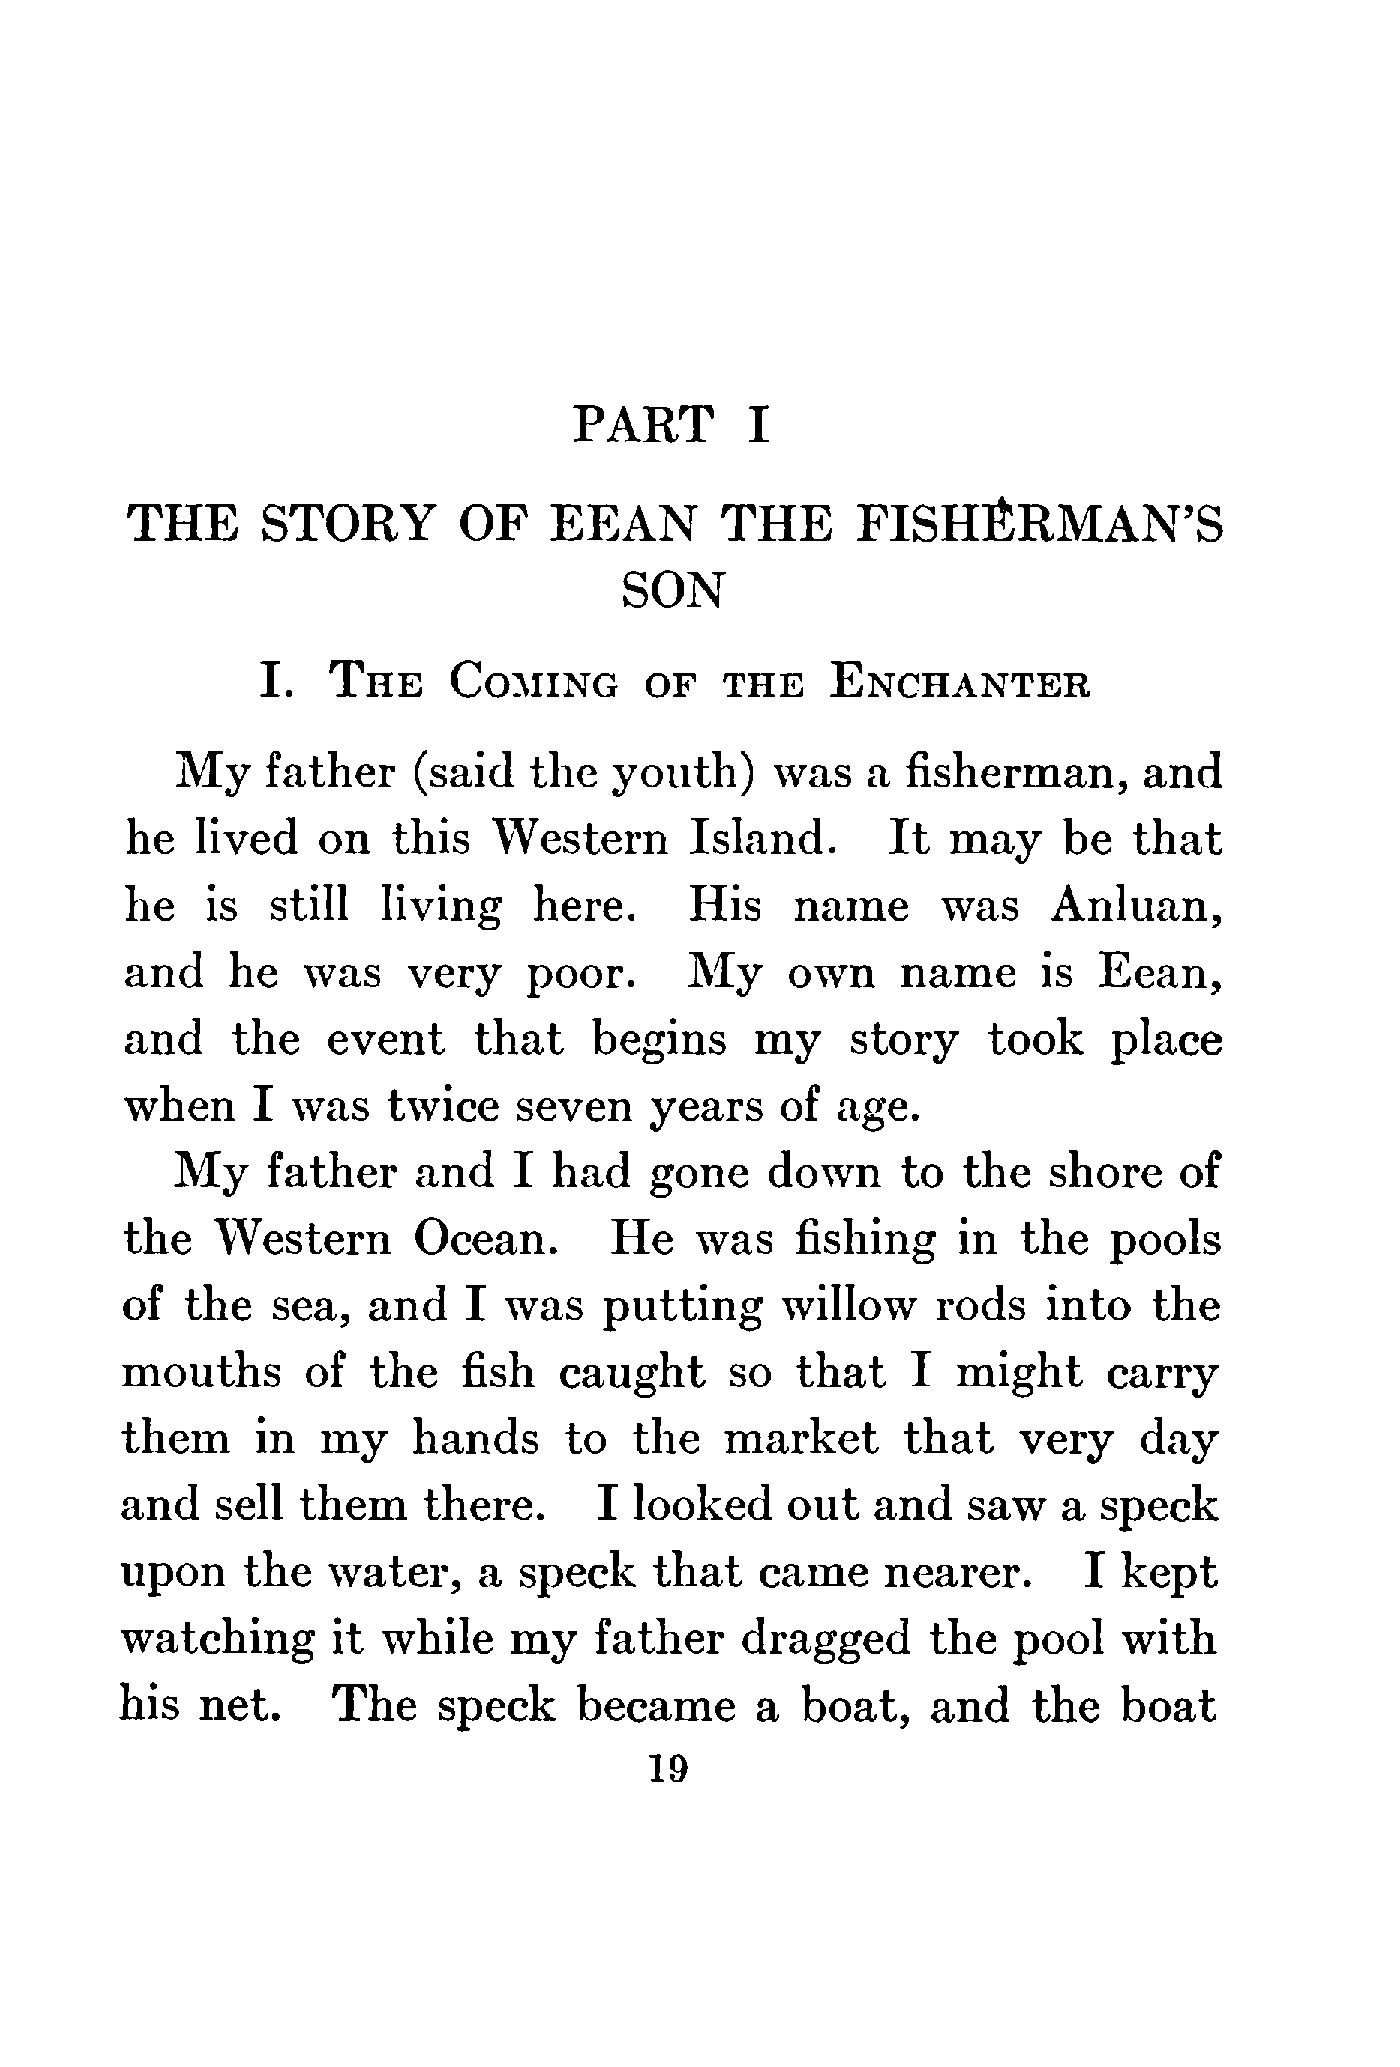 PART I
THE STORY OF EEAN THE FISHERMAN'S
SON
I. THE COMING OF THE ENCHANTER
My father (said the youth) was a fisherman, and
he lived on this Western Island. It may be that
he is still living here. His name was Anluan,
and he was very poor. My own name is Eean,
and the event that begins my story took place
when I was twice seven years of age.
My father and I had gone down to the shore of
the Western Ocean. He was fishing in the pools
of the sea, and I was putting willow rods into the
mouths of the fish caught so that I might carry
them in my hands to the market that very day
and sell them there. I looked out and saw a speck
upon the water, a speck that came nearer. I kept
watching it while my father dragged the pool with
his net. The speck became a boat, and the boat
19